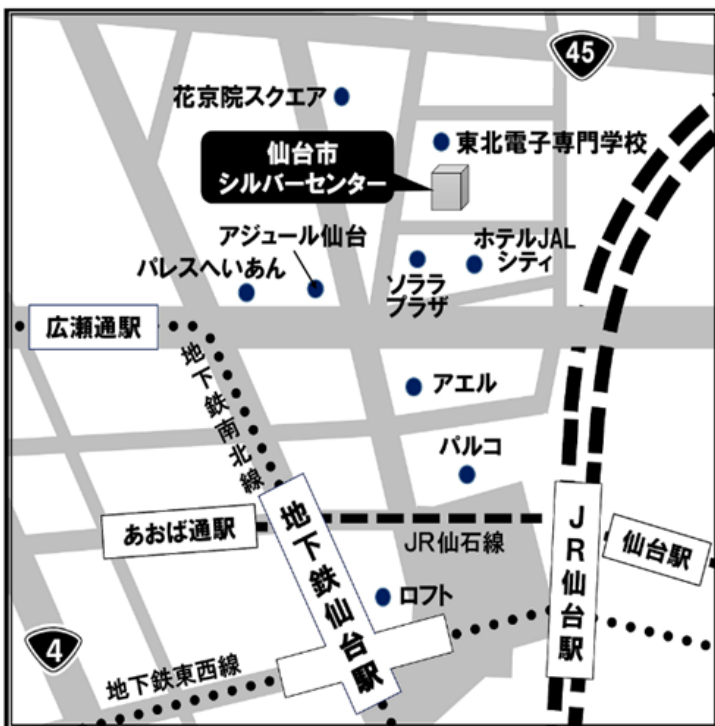 45
花京院スクエア
東北電子専門学校
仙台市
シルバーセンター
アジュール仙台
パレスへいあん
ホテルJAL
シティ
ソララ
プラザ
広瀬通駅
地下鉄南北線
アエル
パルコ
あおば通駅
地下鉄仙台駅
JR仙石線
JR仙台駅
仙台駅
ロフト
4
地下鉄東西線